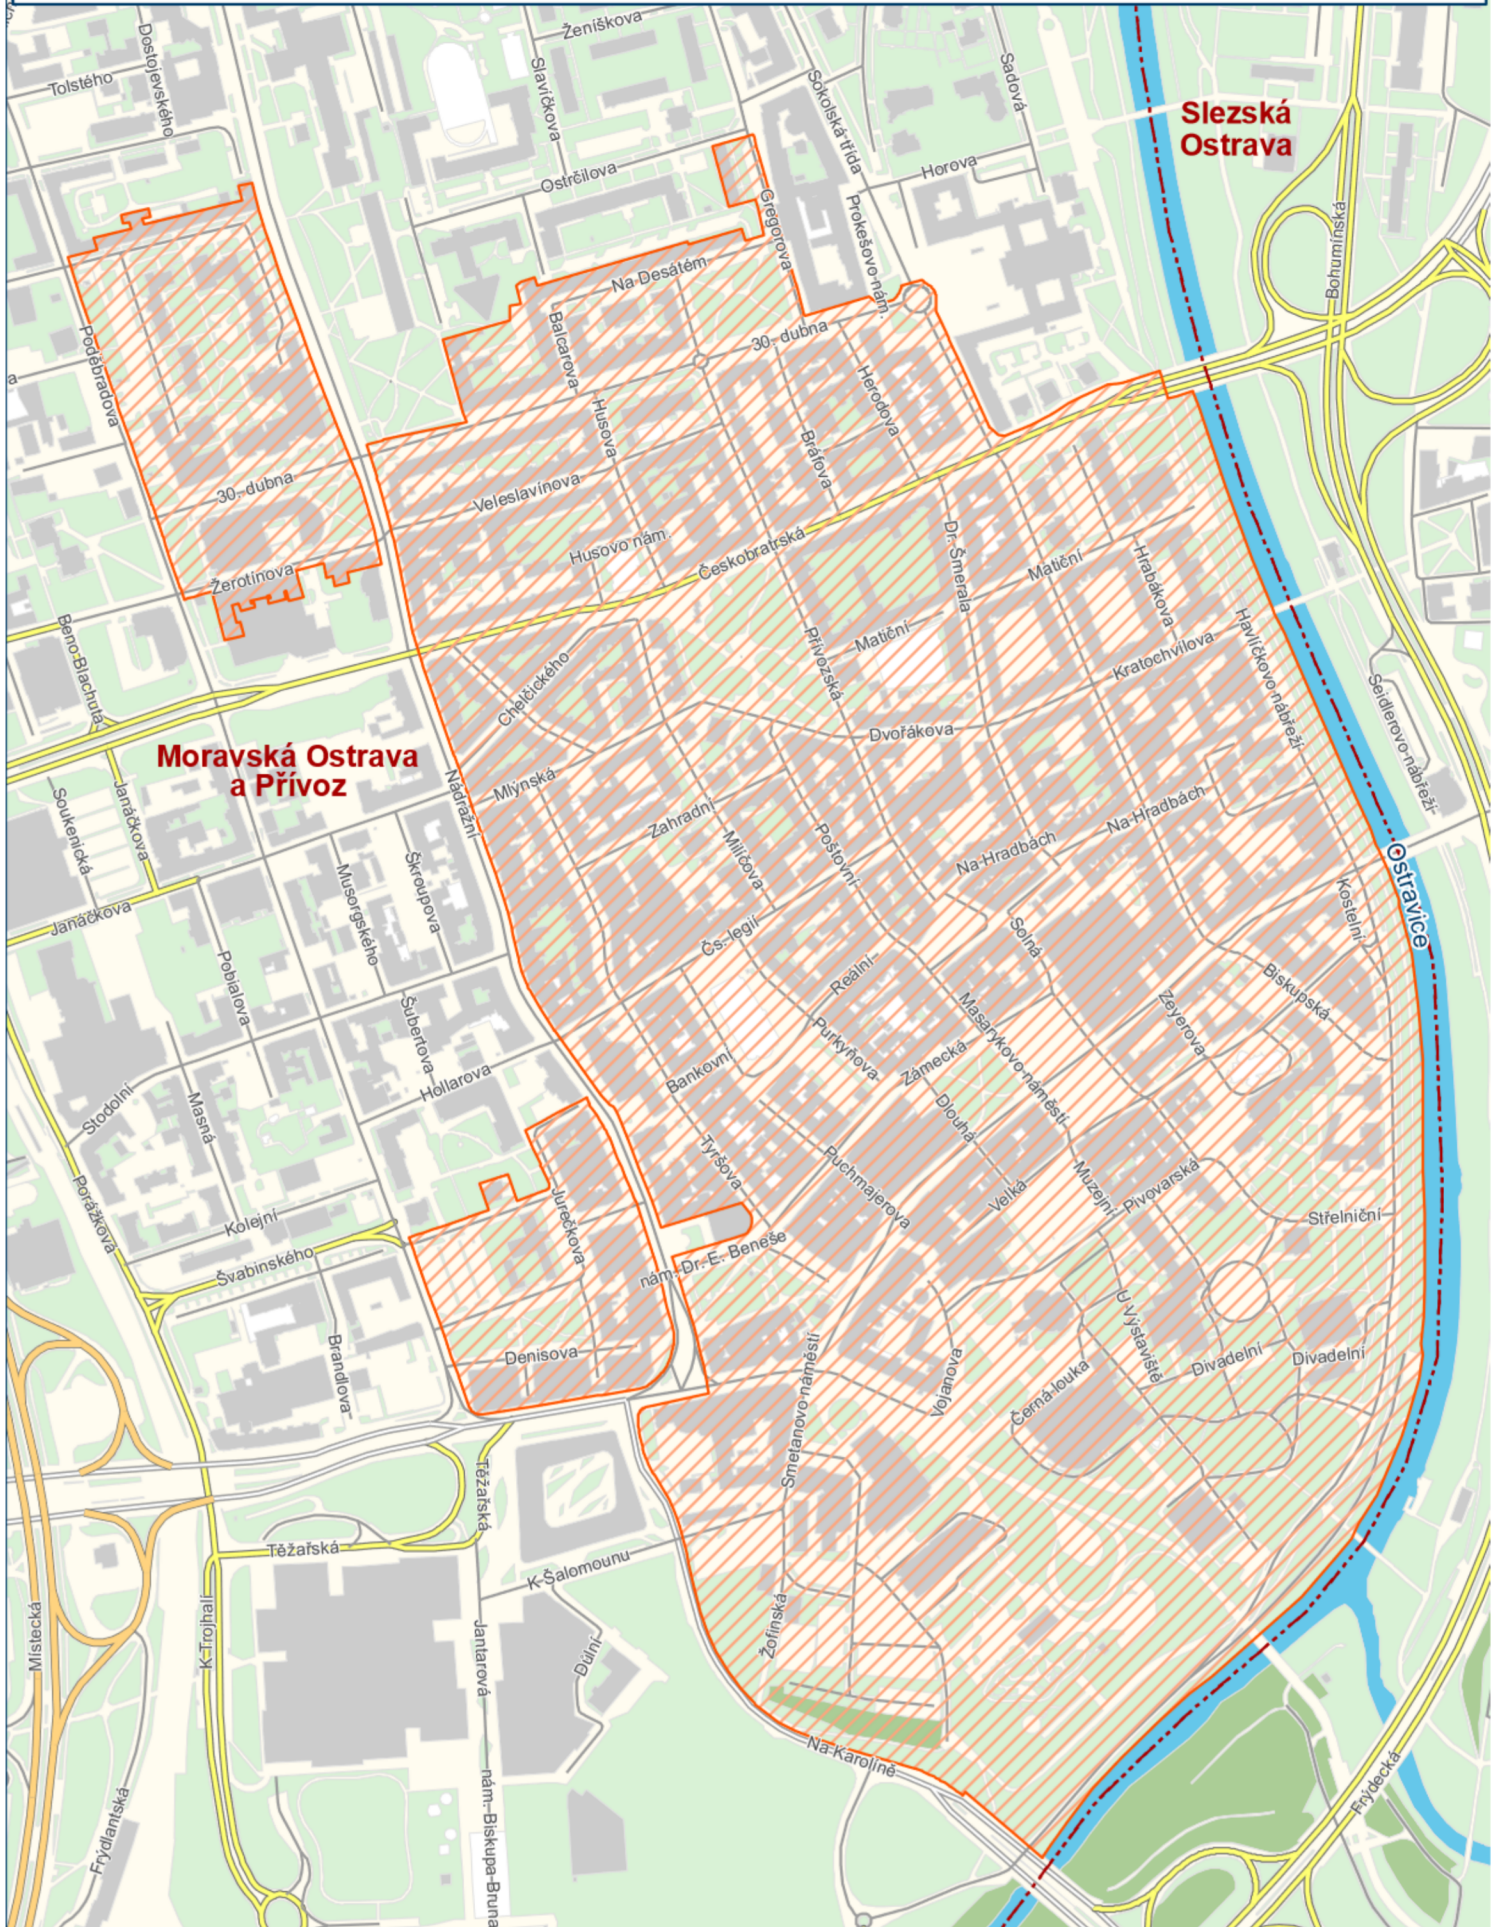 Ženíškova
Dostojevského
Tolstého
Slavíčkova
Sokolská třída
Sadová
Slezská
Ostrava
Ostrčilova
Horova
Gregorova
Prokešovo nám.
Bohumínská
Na Desátém
Poděbradova
Balcarova
30. dubna
Herodova
Husova
Bráfova
30. dubna
Veleslavínova
Husovo nám.
Českobratrská
Dr. Šmerala
Matiční
Hrabákova
Žerotínova
Beno Blachuta
Matiční
Přívozská
Kratochvílova
Havlíčkovo nábřeží
Chelčického
Seidlerovo nábřeží
Dvořákova
Moravská Ostrava
a Přívoz
Nádražní
Mlýnská
Soukenická
Janáčkova
Zahradní
Na Hradbách
Milíčova
Poštovní
Na Hradbách
Musorgského
Škroupova
Ostravice
Janáčkova
Kostelní
Čs. legií
Solná
Pobialova
Reální
Biskupská
Šubertova
Masarykovo náměstí
Zeyerova
Purkyňova
Zámecká
Hollarova
Bankovní
Stodolní
Masná
Dlouhá
Tyršova
Puchmajerova
Muzejní
Pivovarská
Velká
Jurečkova
Porážková
Kolejní
Střelniční
Švabinského
nám. Dr. E. Beneše
U Výstaviště
Brandlova
Denisova
Smetanovo náměstí
Vojanova
Divadelní
Divadelní
Černá louka
Těžařská
Těžařská
K Šalomounu
Místecká
K Trojhalí
Jantarová
Důlní
Žofinská
Na Karolíně
Frýdecká
Frýdlantská
nám. Biskupa Bruna